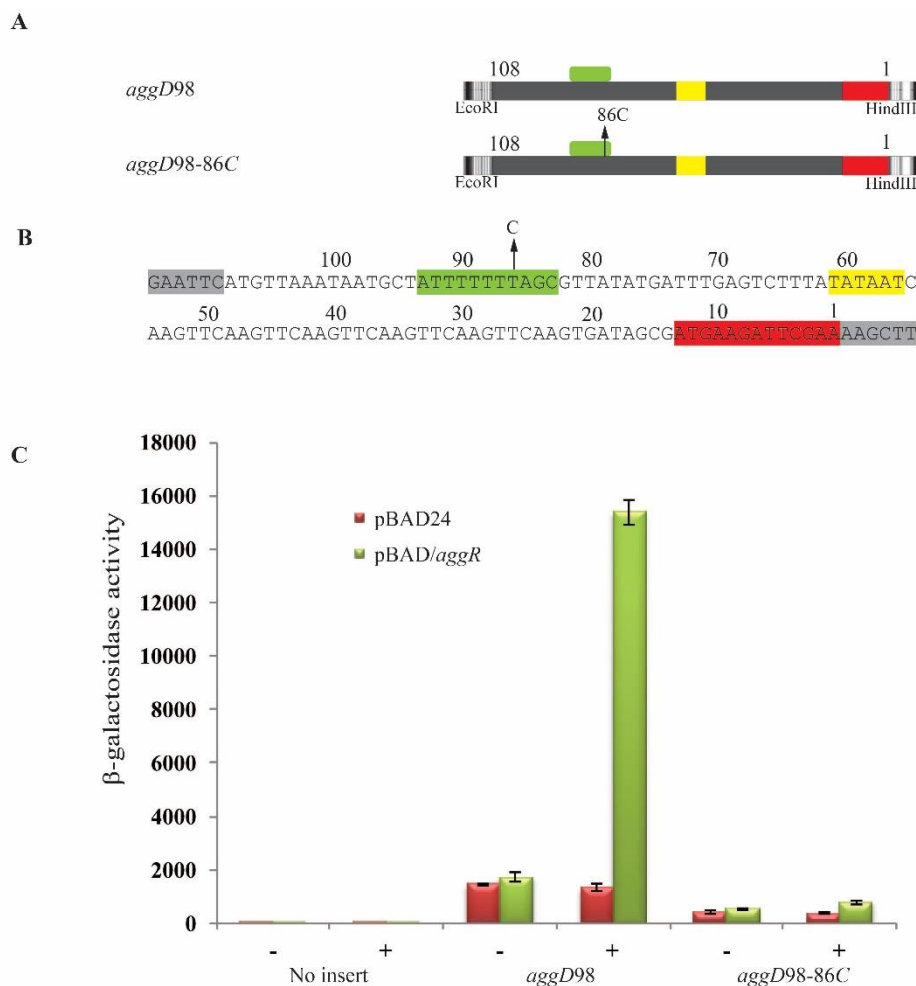 A
aggD98
108
1
EcoRI
HindIII
86C
aggD98-86C
108
1
EcoRI
HindIII
B
C
100 90 80 70 60
GAATTCATGTTAAATAATGCTATTTTTTTAGCGTTATATGATTTGAGTCTTTATATAATC
50 40 30 20 10 1
AAGTTCAAGTTCAAGTTCAAGTTCAAGTTCAAGTGATAGCGATGAAGATTCGAAAAGCTT
C
β-galactosidase activity
18000
16000
14000
12000
10000
8000
6000
4000
2000
0
pBAD24
pBAD/aggR
- + - + - +
No insert aggD98 aggD98-86C